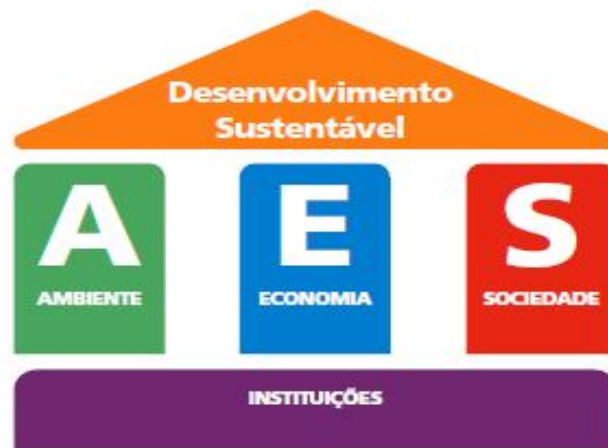 Desenvolvimento
Sustentável
A
AMBIENTE
E
ECONOMIA
S
SOCIEDADE
INSTITUIÇÕES